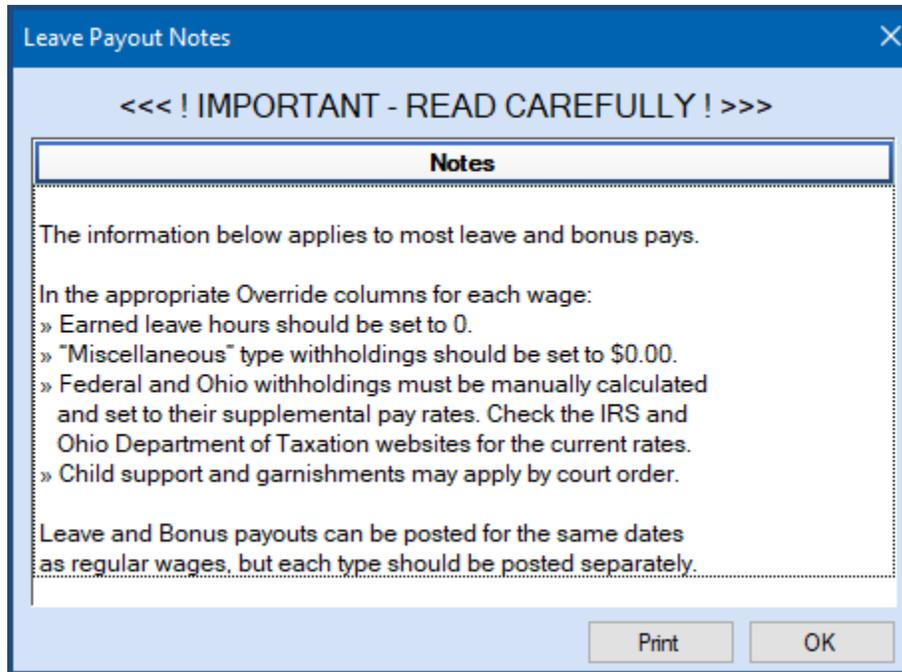 Leave Payout Notes
<<< ! IMPORTANT - READ CAREFULLY ! >>>
Notes
The information below applies to most leave and bonus pays.
In the appropriate Override columns for each wage:
» Earned leave hours should be set to 0.
» "Miscellaneous" type withholdings should be set to $0.00.
» Federal and Ohio withholdings must be manually calculated
and set to their supplemental pay rates. Check the IRS and
Ohio Department of Taxation websites for the current rates.
» Child support and garnishments may apply by court order.
Leave and Bonus payouts can be posted for the same dates
as regular wages, but each type should be posted separately.
Print OK